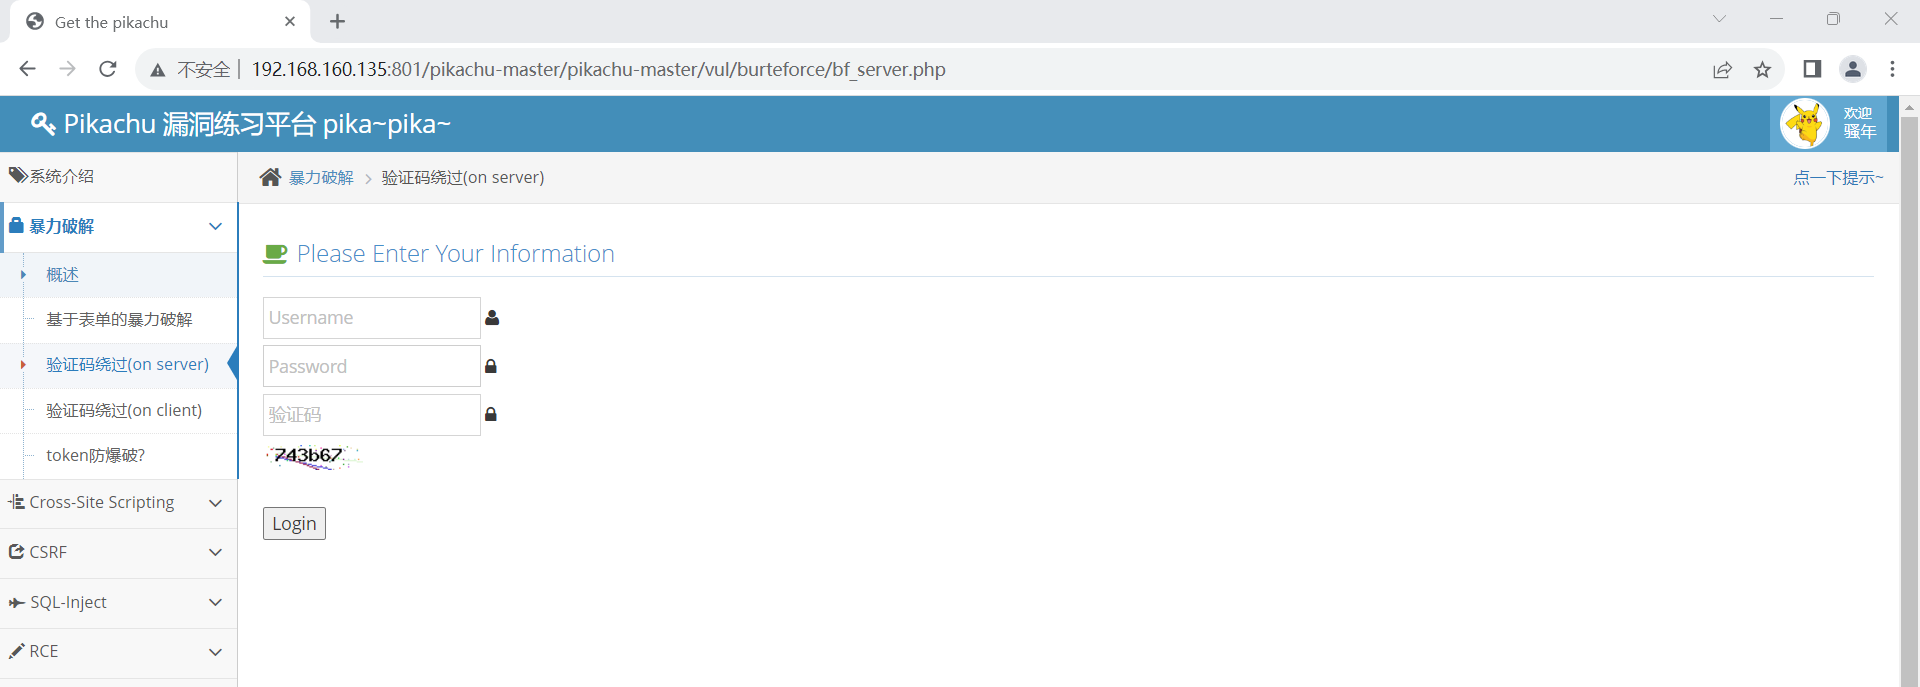 Get the pikachu
不安全 192.168.160.135:801/pikachu-master/pikachu-master/vul/burteforce/bf_server.php
Pikachu 漏洞练习平台 pika~pika~
欢迎
骚年
系统介绍
暴力破解
概述
基于表单的暴力破解
验证码绕过(on server)
验证码绕过(on client)
token防爆破?
Cross-Site Scripting
CSRF
SQL-Inject
RCE
暴力破解 > 验证码绕过(on server)
点一下提示~
Please Enter Your Information
Username
Password
验证码
743b67
Login